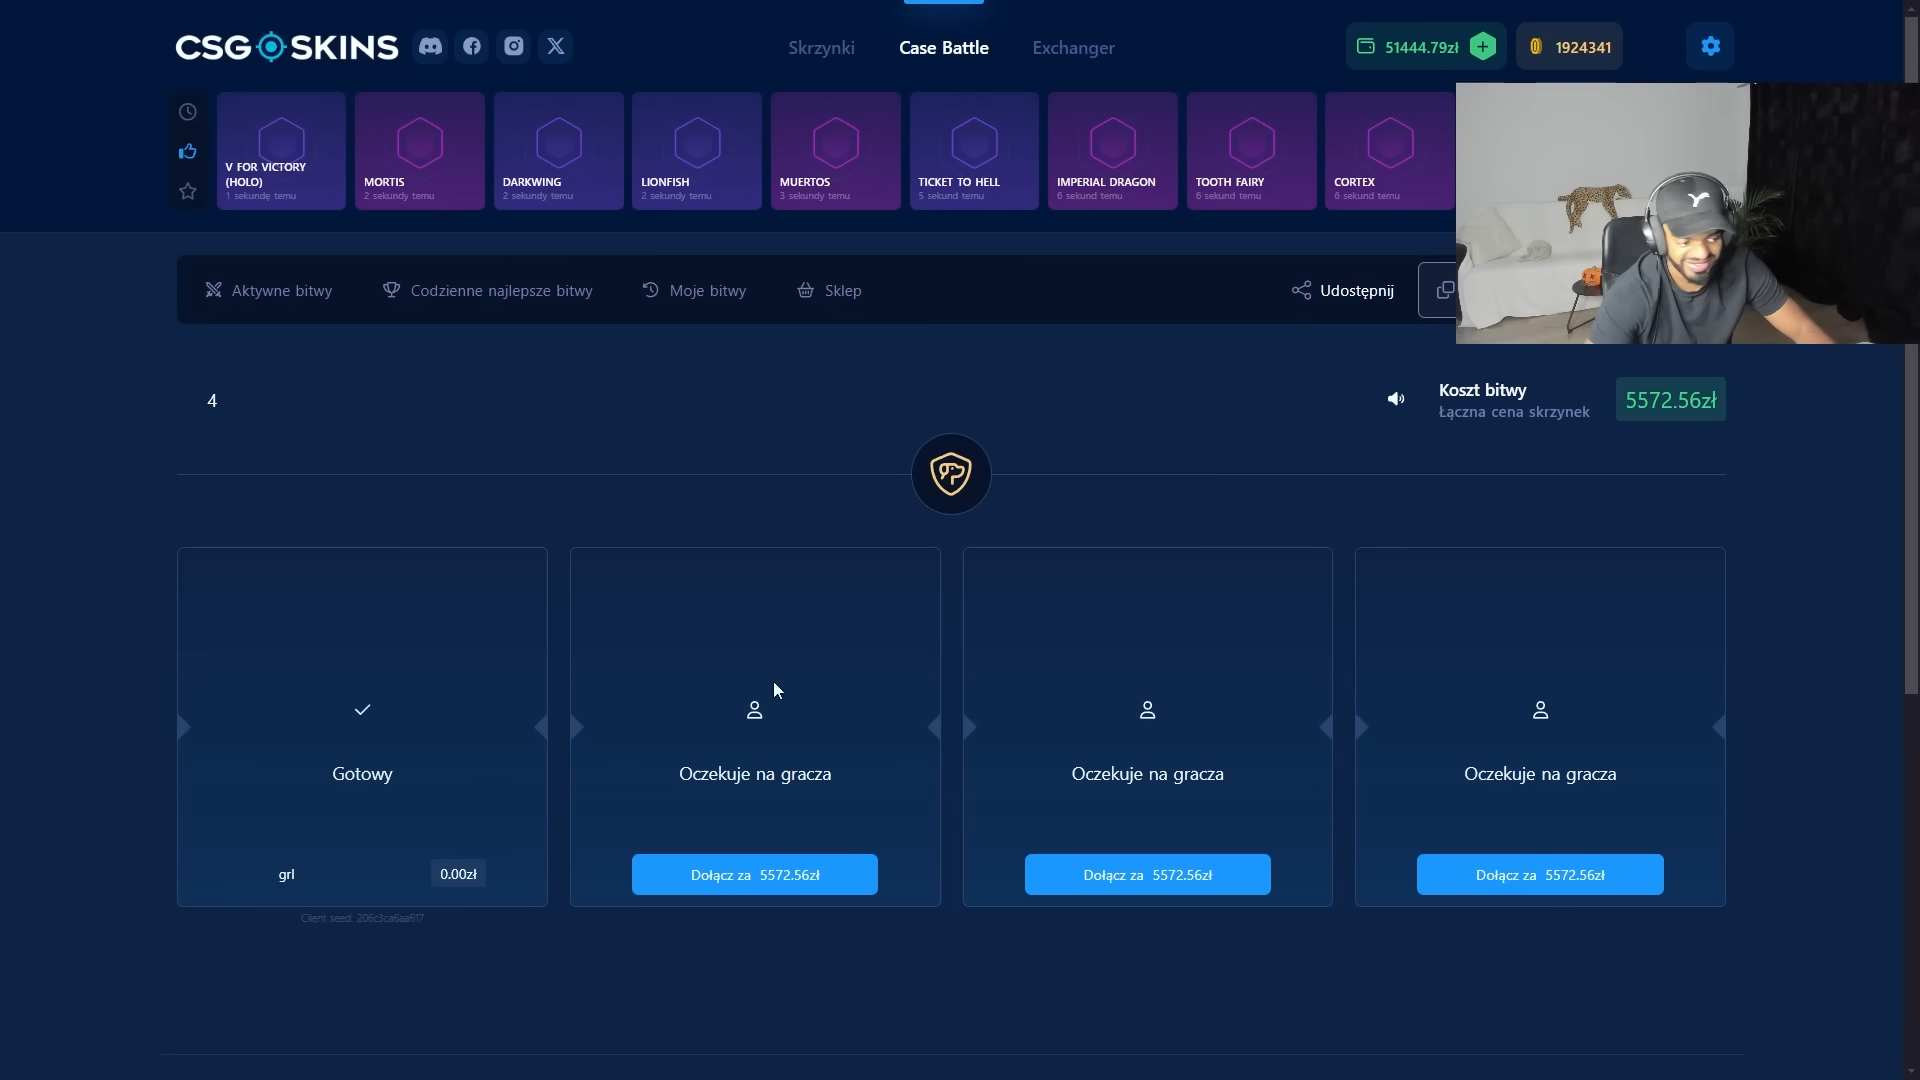 CSG SKINS
Skrzynki
Case Battle
Exchanger
51444.79zł
1924341
V FOR VICTORY
(HOLO)
1 sekundę temu
MORTIS
2 sekundy temu
DARKWING
2 sekundy temu
LIONFISH
2 sekundy temu
MUERTOS
3 sekundy temu
TICKET TO HELL
5 sekund temu
IMPERIAL DRAGON
6 sekund temu
TOOTH FAIRY
6 sekund temu
CORTEX
6 sekund temu
Aktywne bitwy
Codzienne najlepsze bitwy
Moje bitwy
Sklep
Udostępnij
4
Koszt bitwy
Łączna cena skrzynek
5572.56zł
Gotowy
grl
0.00zł
Client seed: 206c3ca6aa617
Oczekuje na gracza
Dołącz za 5572.56zł
Oczekuje na gracza
Dołącz za 5572.56zł
Oczekuje na gracza
Dołącz za 5572.56zł